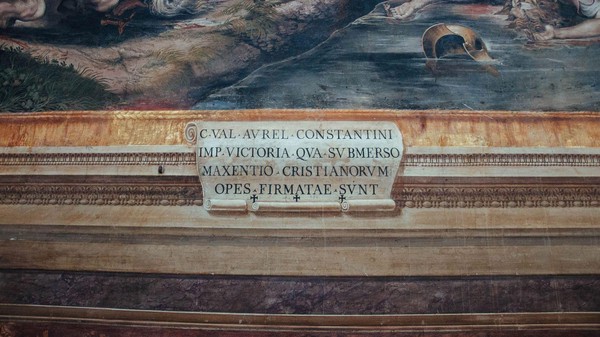 C·VAL·AVREL·CONSTANTINI
IMP·VICTORIA·QVA·SVBMERSO
MAXENTIO·CRISTIANORVM
OPES·FIRMATAE·SVNT